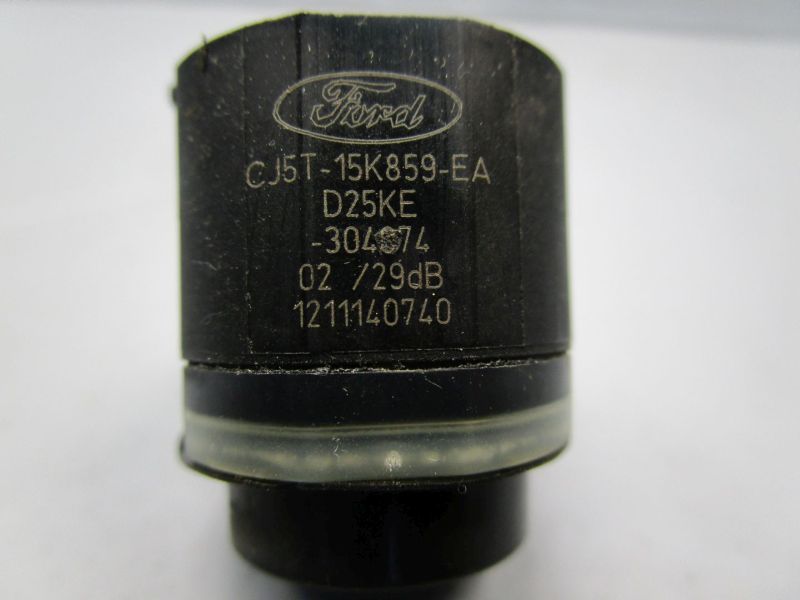 Ford
CJ5T-15K859-EA
D25KE
02 /29dB
1211140740